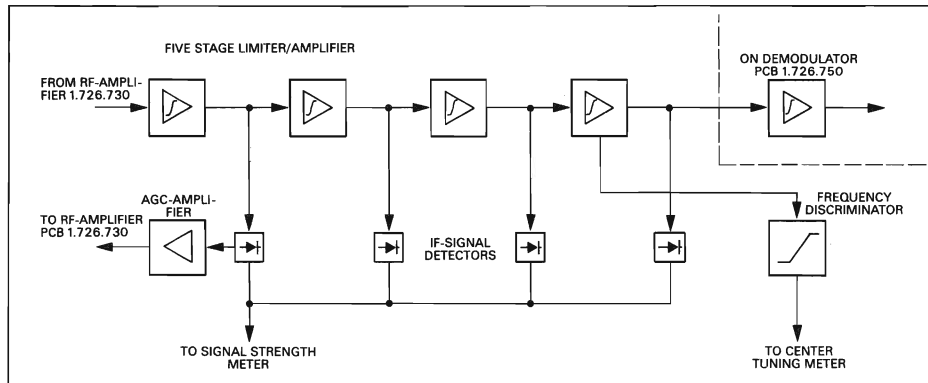 FIVE STAGE LIMITER/AMPLIFIER
ON DEMODULATOR
PCB 1.726.750
FROM RF-AMPLI-
FIER 1.726.730
AGC-AMPLI-
FIER
TO RF-AMPLIFIER
PCB 1.726.730
IF-SIGNAL
DETECTORS
FREQUENCY
DISCRIMINATOR
TO SIGNAL STRENGTH
METER
TO CENTER
TUNING METER